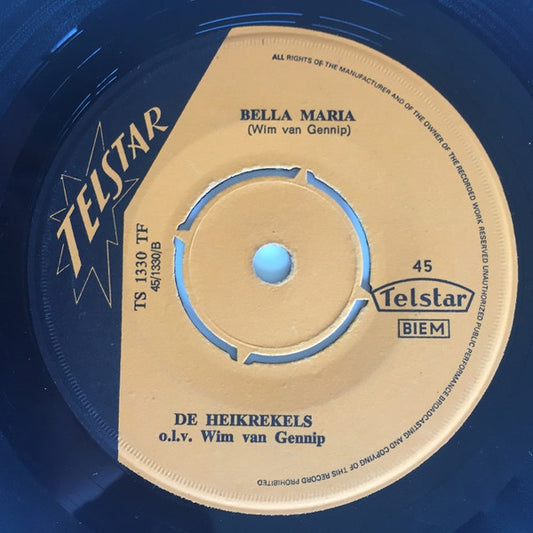 ALL RIGHTS OF THE MANUFACTURER AND OF THE OWNER OF THE RECORDED WORK RESERVED UNAUTHORIZED PUBLIC PERFORMANCE BROADCASTING AND COPYING OF THIS RECORD PROHIBITED
BELLA MARIA
(Wim van Gennip)
TELSTAR
TS 1330 TF
45/1330/B
45
Telstar
BIEM
DE HEIKREKELS
o.l.v. Wim van Gennip